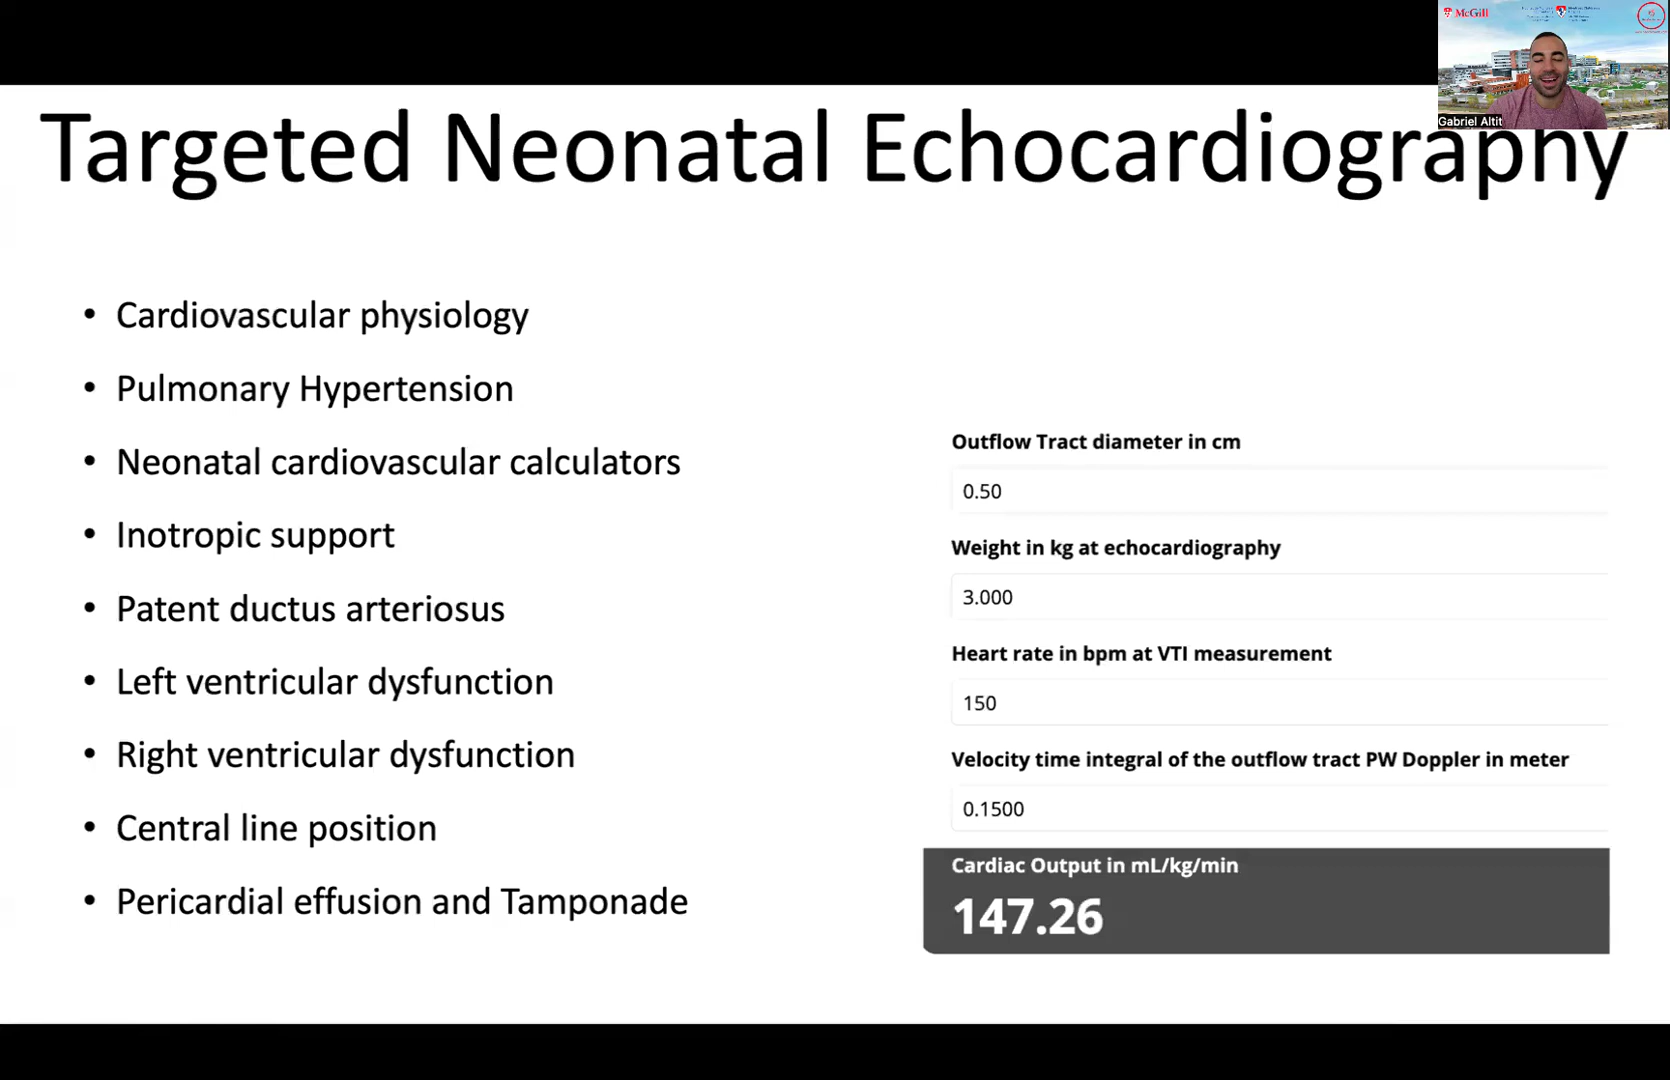 McGill
Gabriel Altit
Targeted Neonatal Echocardiography
• Cardiovascular physiology
• Pulmonary Hypertension
• Neonatal cardiovascular calculators
• Inotropic support
• Patent ductus arteriosus
• Left ventricular dysfunction
• Right ventricular dysfunction
• Central line position
• Pericardial effusion and Tamponade
Outflow Tract diameter in cm
0.50
Weight in kg at echocardiography
3.000
Heart rate in bpm at VTI measurement
150
Velocity time integral of the outflow tract PW Doppler in meter
0.1500
Cardiac Output in mL/kg/min
147.26